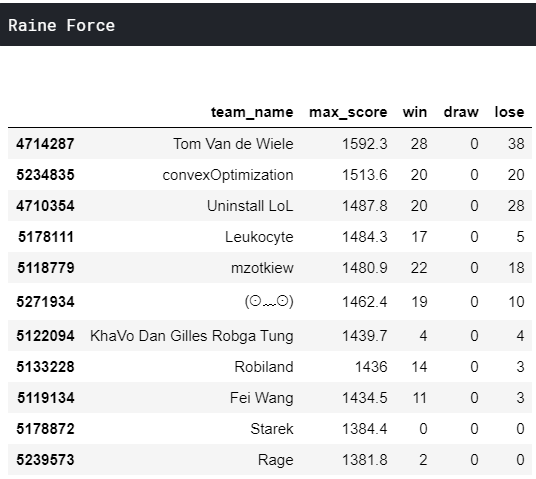 Raine Force
team_name max_score win draw lose
4714287 Tom Van de Wiele 1592.3 28 0 38
5234835 convexOptimization 1513.6 20 0 20
4710354 Uninstall LoL 1487.8 20 0 28
5178111 Leukocyte 1484.3 17 0 5
5118779 mzotkiew 1480.9 22 0 18
5271934 (⊙﹏⊙) 1462.4 19 0 10
5122094 KhaVo Dan Gilles Robga Tung 1439.7 4 0 4
5133228 Robiland 1436 14 0 3
5119134 Fei Wang 1434.5 11 0 3
5178872 Starek 1384.4 0 0 0
5239573 Rage 1381.8 2 0 0